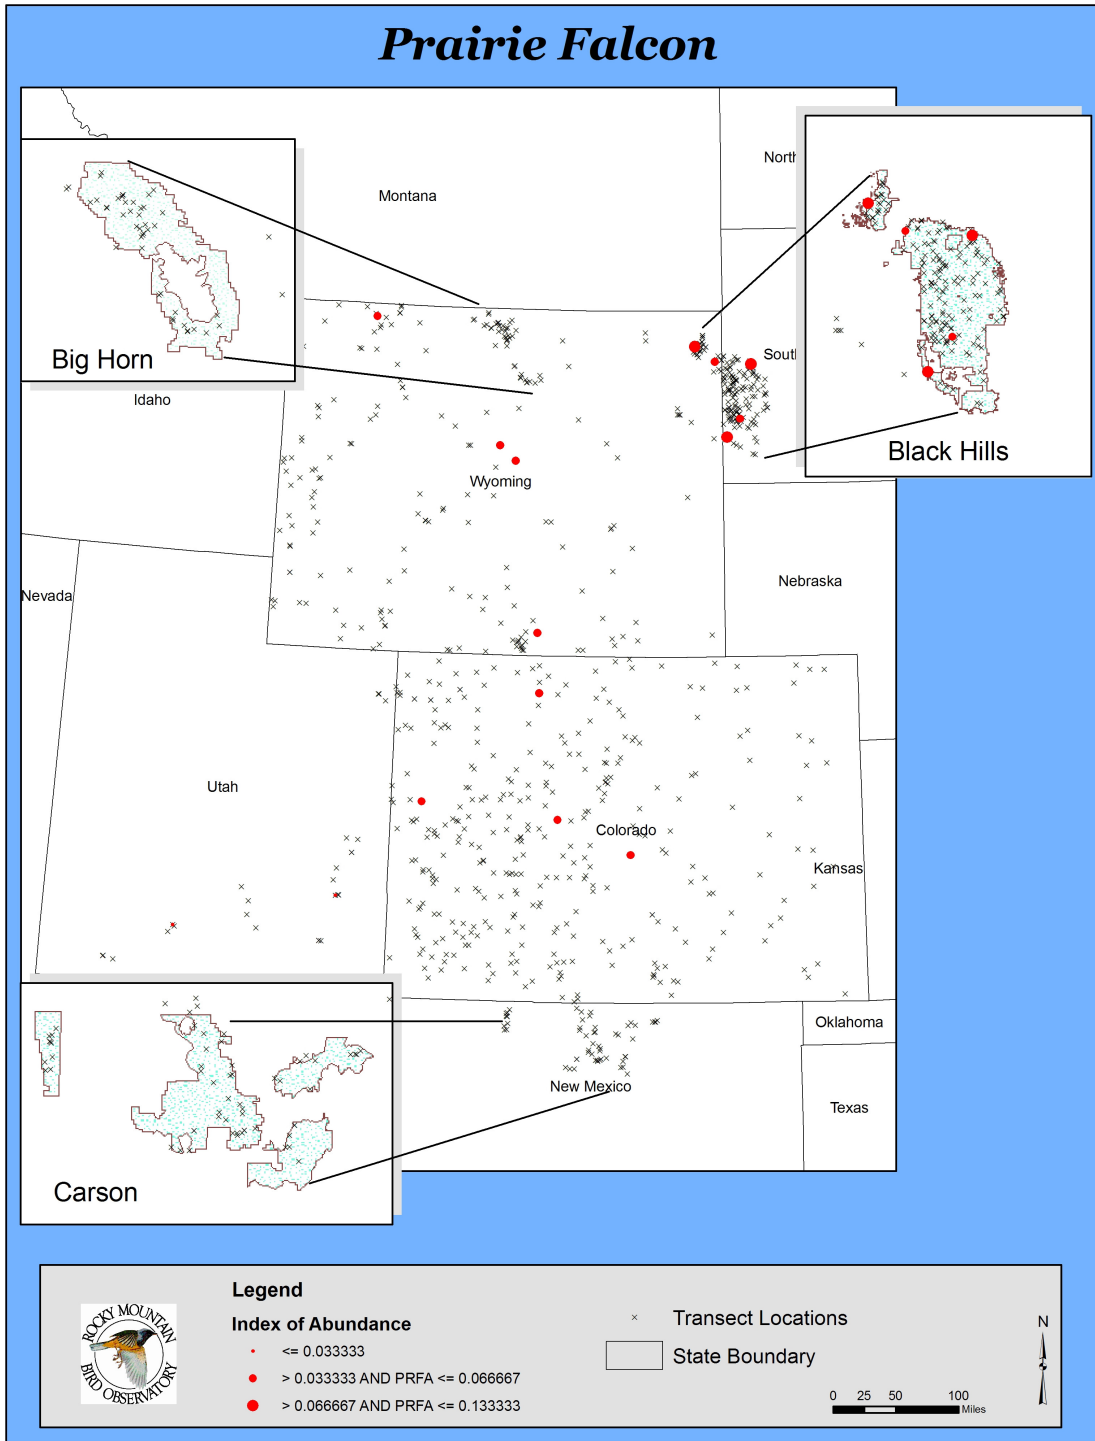 Prairie Falcon
Montana
North
Big Horn
Idaho
South
Black Hills
Wyoming
Nebraska
Nevada
Utah
Colorado
Kansas
Oklahoma
New Mexico
Texas
Carson
Legend
Index of Abundance
<= 0.033333
> 0.033333 AND PRFA <= 0.066667
> 0.066667 AND PRFA <= 0.133333
Transect Locations
State Boundary
ROCKY MOUNTAIN
BIRD OBSERVATORY
N
0 25 50 100
Miles